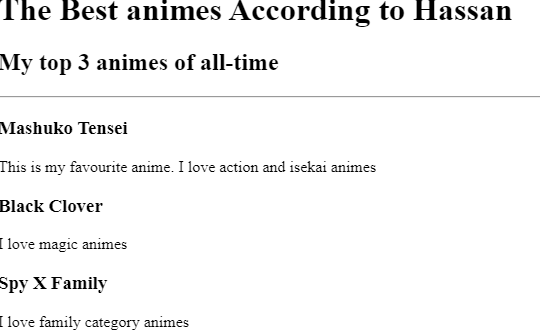 The Best animes According to Hassan
My top 3 animes of all-time
Mashuko Tensei
This is my favourite anime. I love action and isekai animes
Black Clover
I love magic animes
Spy X Family
I love family category animes